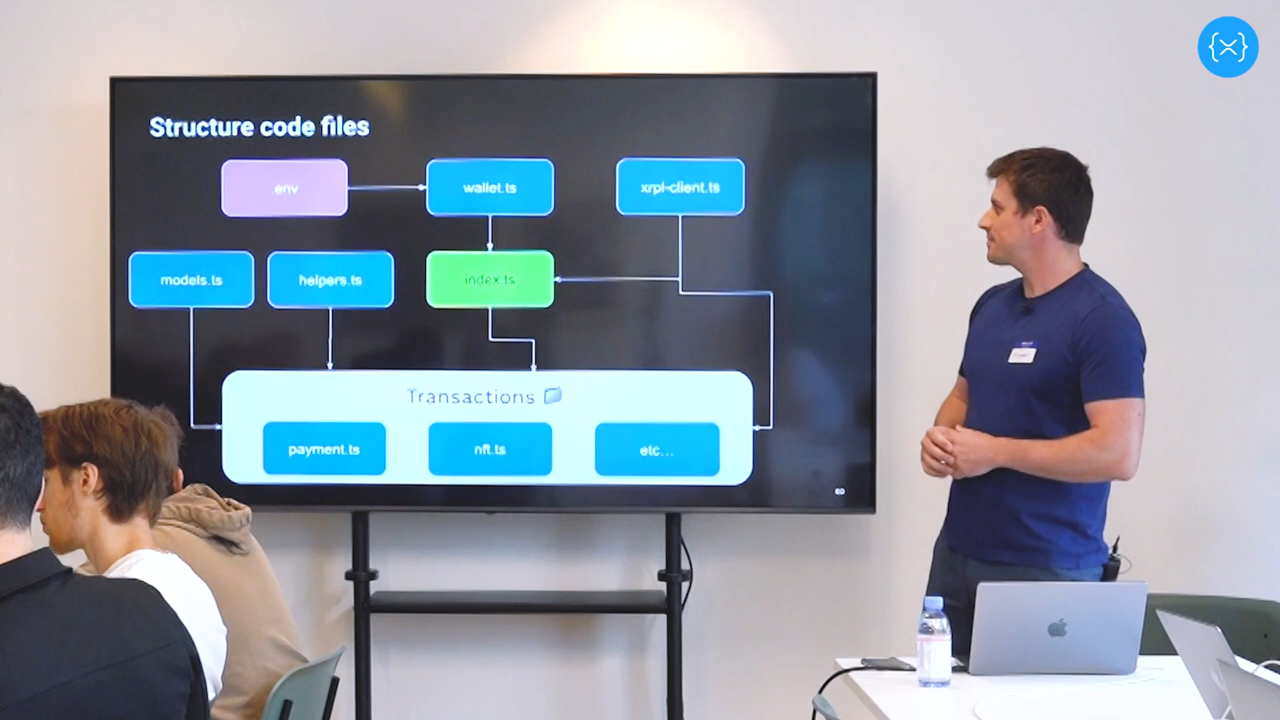 Structure code files
.env
wallet.ts
xrpl-client.ts
models.ts
helpers.ts
index.ts
Transactions
payment.ts
nft.ts
etc...